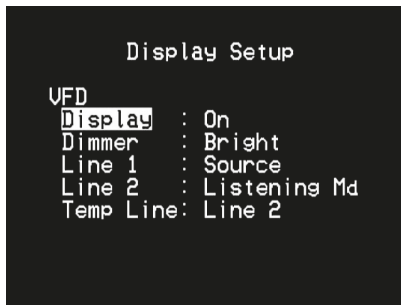 Display Setup
VFD
Display : On
Dimmer : Bright
Line 1 : Source
Line 2 : Listening Md
Temp Line: Line 2